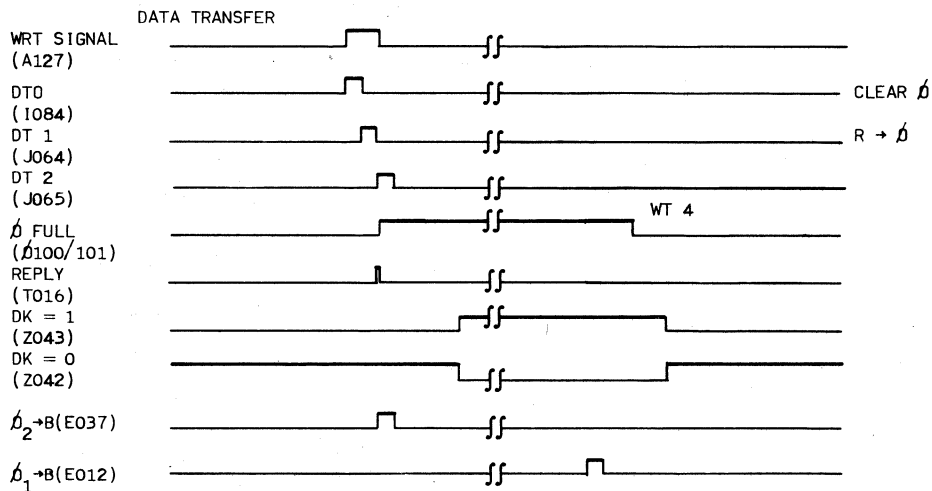 DATA TRANSFER
WRT SIGNAL
(A127)
DT0
(I084)
CLEAR Ø
DT 1
(J064)
R → Ø
DT 2
(J065)
Ø FULL
(Ø100/101)
WT 4
REPLY
(T016)
DK = 1
(Z043)
DK = 0
(Z042)
Ø₂→B(E037)
Ø₁→B(E012)